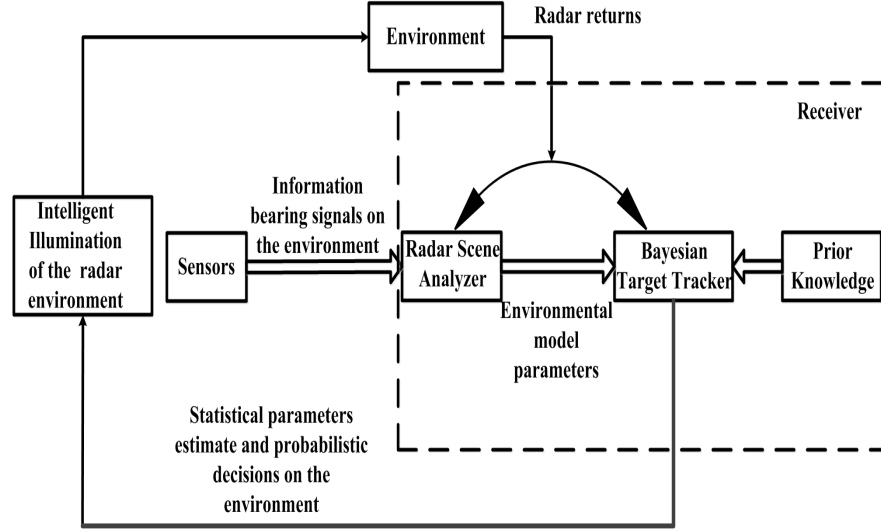 Radar returns
Environment
Receiver
Information
bearing signals on
the environment
Intelligent
Illumination
of the radar
environment
Sensors
Radar Scene
Analyzer
Bayesian
Target Tracker
Prior
Knowledge
Environmental
model
parameters
Statistical parameters
estimate and probabilistic
decisions on the
environment